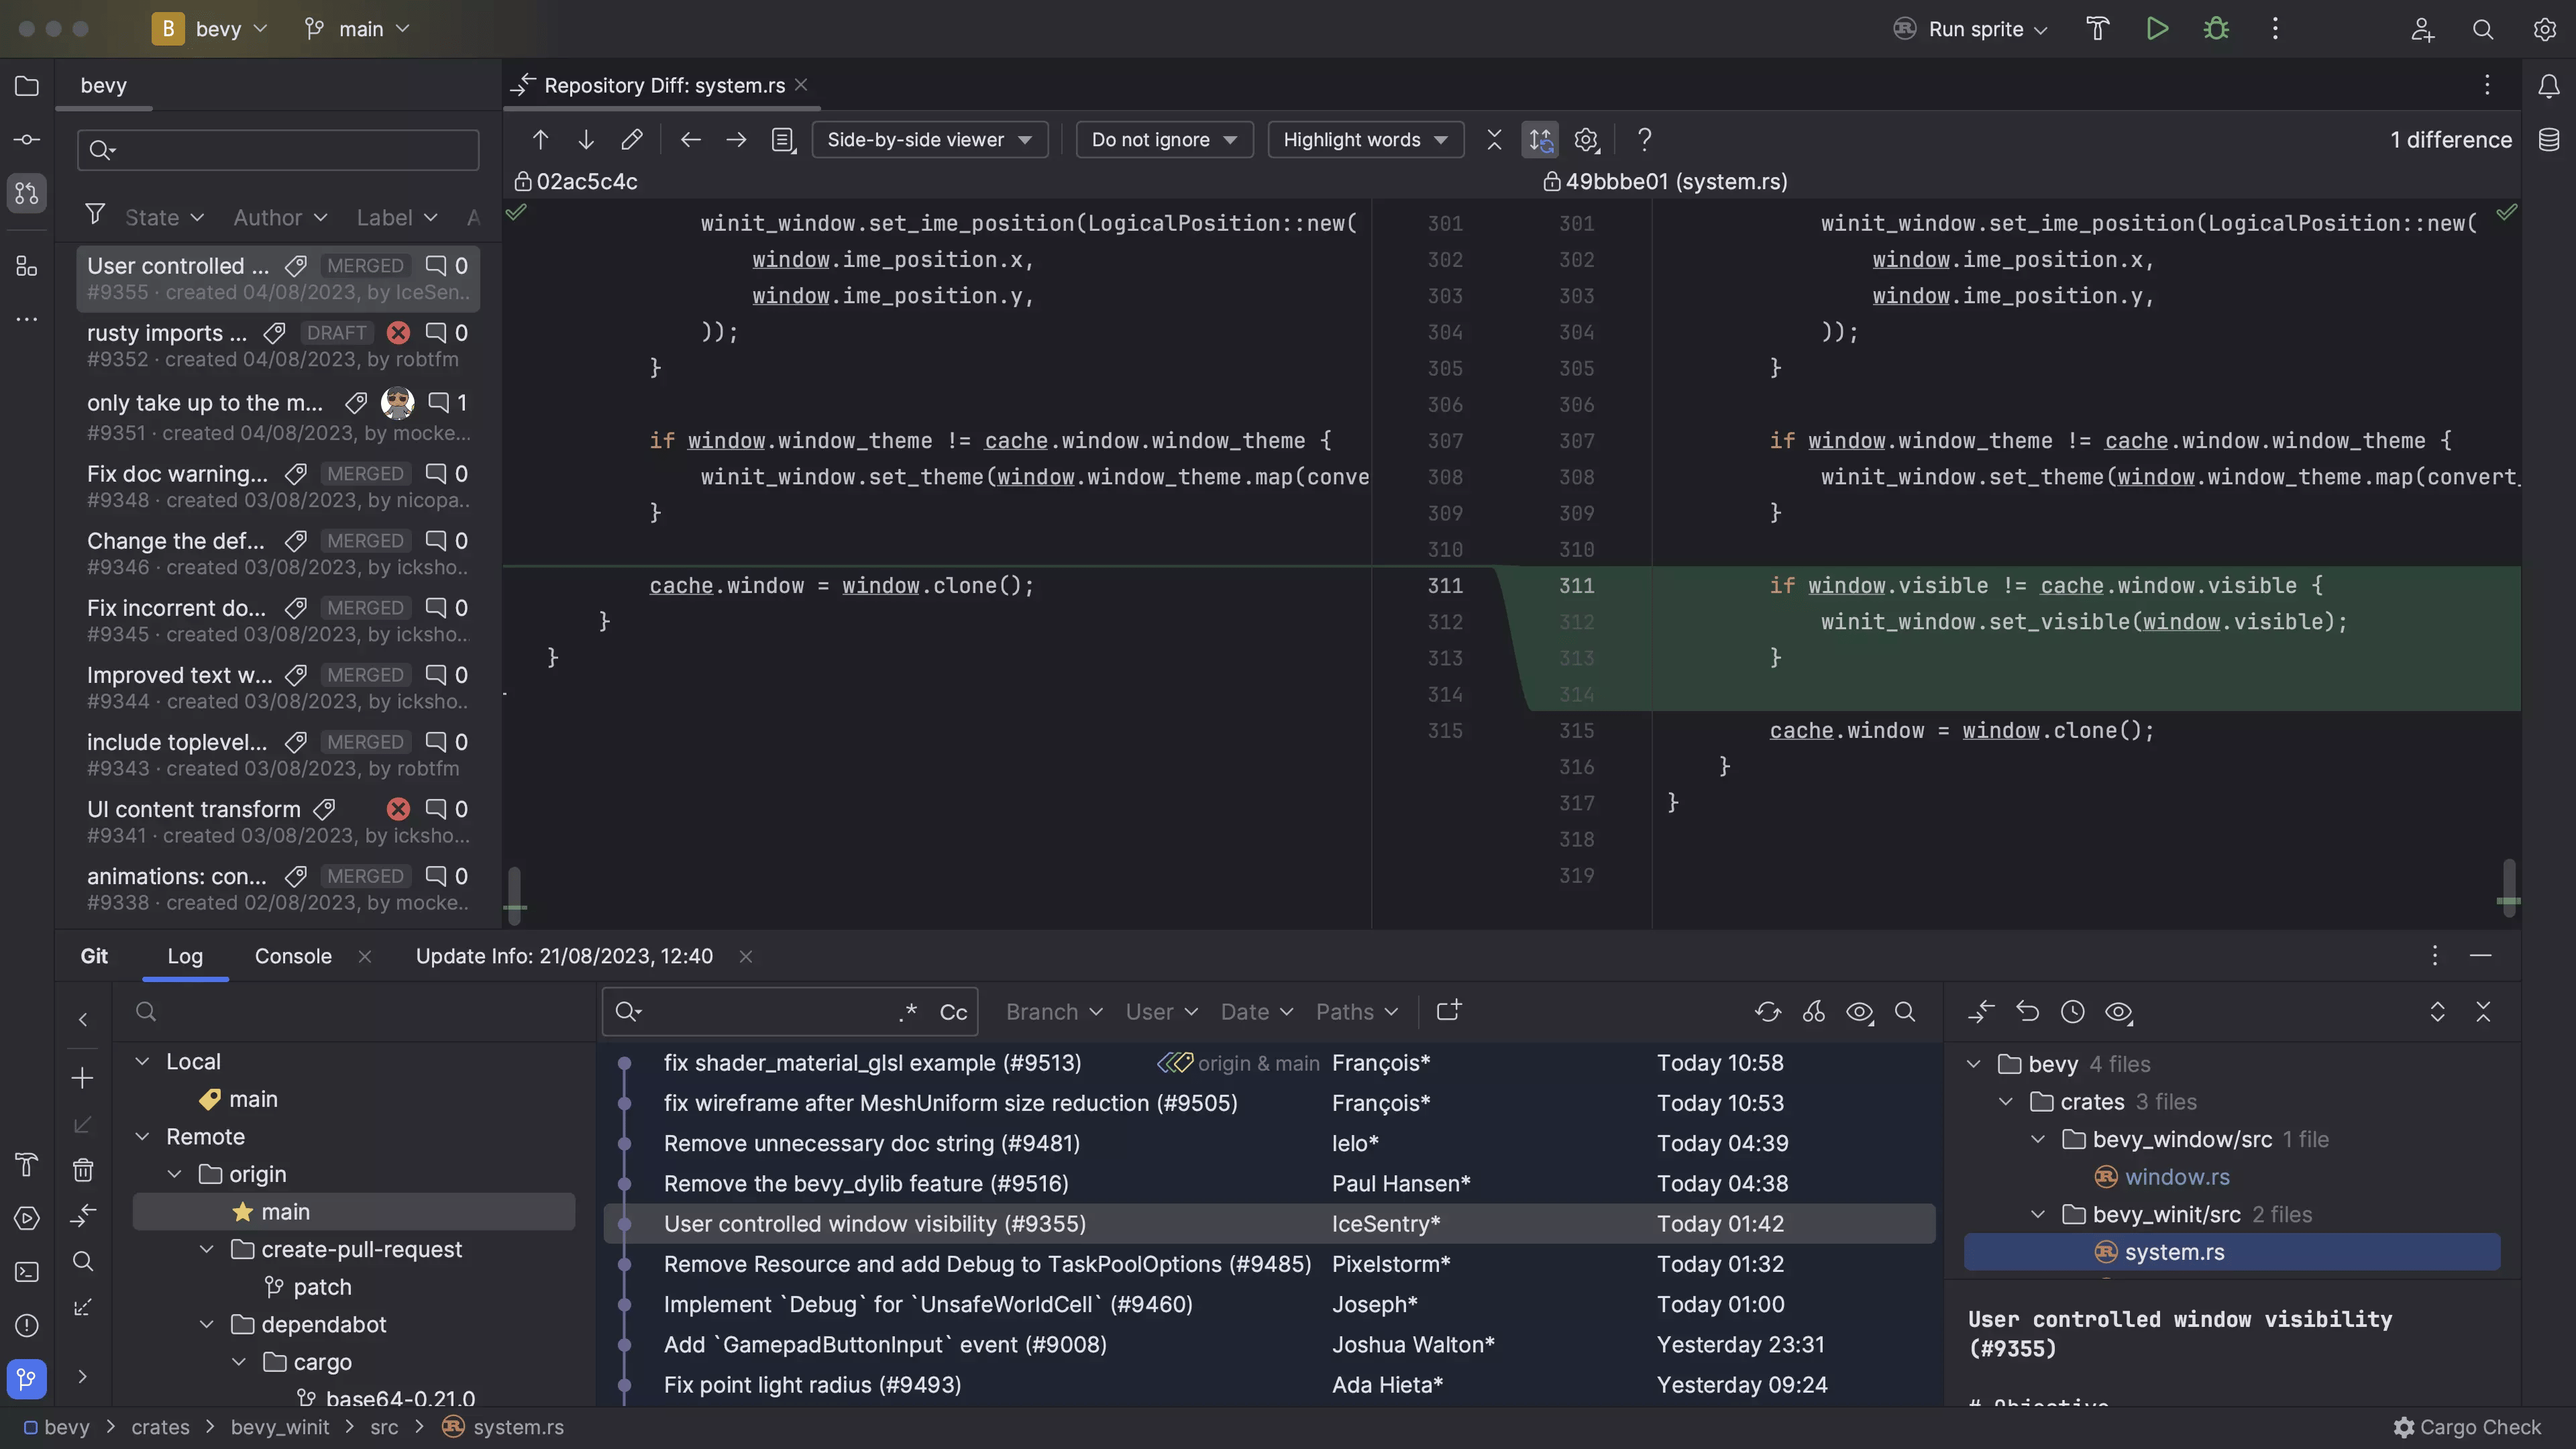 B bevy main Run sprite
bevy
Repository Diff: system.rs
Side-by-side viewer Do not ignore Highlight words ? 1 difference
02ac5c4c 49bbbe01 (system.rs)
State Author Label A
User controlled ... MERGED 0
#9355 · created 04/08/2023, by IceSen..
rusty imports ... DRAFT 0
#9352 · created 04/08/2023, by robtfm
only take up to the m... 1
#9351 · created 04/08/2023, by mocke...
Fix doc warning... MERGED 0
#9348 · created 03/08/2023, by nicopa..
Change the def... MERGED 0
#9346 · created 03/08/2023, by icksho..
Fix incorrent do... MERGED 0
#9345 · created 03/08/2023, by icksho..
Improved text w... MERGED 0
#9344 · created 03/08/2023, by icksho..
include toplevel... MERGED 0
#9343 · created 03/08/2023, by robtfm
UI content transform 0
#9341 · created 03/08/2023, by icksho...
animations: con... MERGED 0
#9338 · created 02/08/2023, by mocke..
winit_window.set_ime_position(LogicalPosition::new( 301
window.ime_position.x, 302
window.ime_position.y, 303
)); 304
} 305
306
if window.window_theme != cache.window.window_theme { 307
winit_window.set_theme(window.window_theme.map(conve 308
} 309
310
cache.window = window.clone(); 311
} 312
} 313
314
315
301 winit_window.set_ime_position(LogicalPosition::new(
302 window.ime_position.x,
303 window.ime_position.y,
304 ));
305 }
306
307 if window.window_theme != cache.window.window_theme {
308 winit_window.set_theme(window.window_theme.map(convert_
309 }
310
311 if window.visible != cache.window.visible {
312 winit_window.set_visible(window.visible);
313 }
314
315 cache.window = window.clone();
316 }
317 }
318
319
Git Log Console Update Info: 21/08/2023, 12:40
Local
main
Remote
origin
main
create-pull-request
patch
dependabot
cargo
base64-0.21.0
.* Cc Branch User Date Paths
fix shader_material_glsl example (#9513) origin & main François* Today 10:58
fix wireframe after MeshUniform size reduction (#9505) François* Today 10:53
Remove unnecessary doc string (#9481) lelo* Today 04:39
Remove the bevy_dylib feature (#9516) Paul Hansen* Today 04:38
User controlled window visibility (#9355) IceSentry* Today 01:42
Remove Resource and add Debug to TaskPoolOptions (#9485) Pixelstorm* Today 01:32
Implement `Debug` for `UnsafeWorldCell` (#9460) Joseph* Today 01:00
Add `GamepadButtonInput` event (#9008) Joshua Walton* Yesterday 23:31
Fix point light radius (#9493) Ada Hieta* Yesterday 09:24
bevy 4 files
crates 3 files
bevy_window/src 1 file
window.rs
bevy_winit/src 2 files
system.rs
User controlled window visibility
(#9355)
# Objective
bevy crates bevy_winit src system.rs Cargo Check